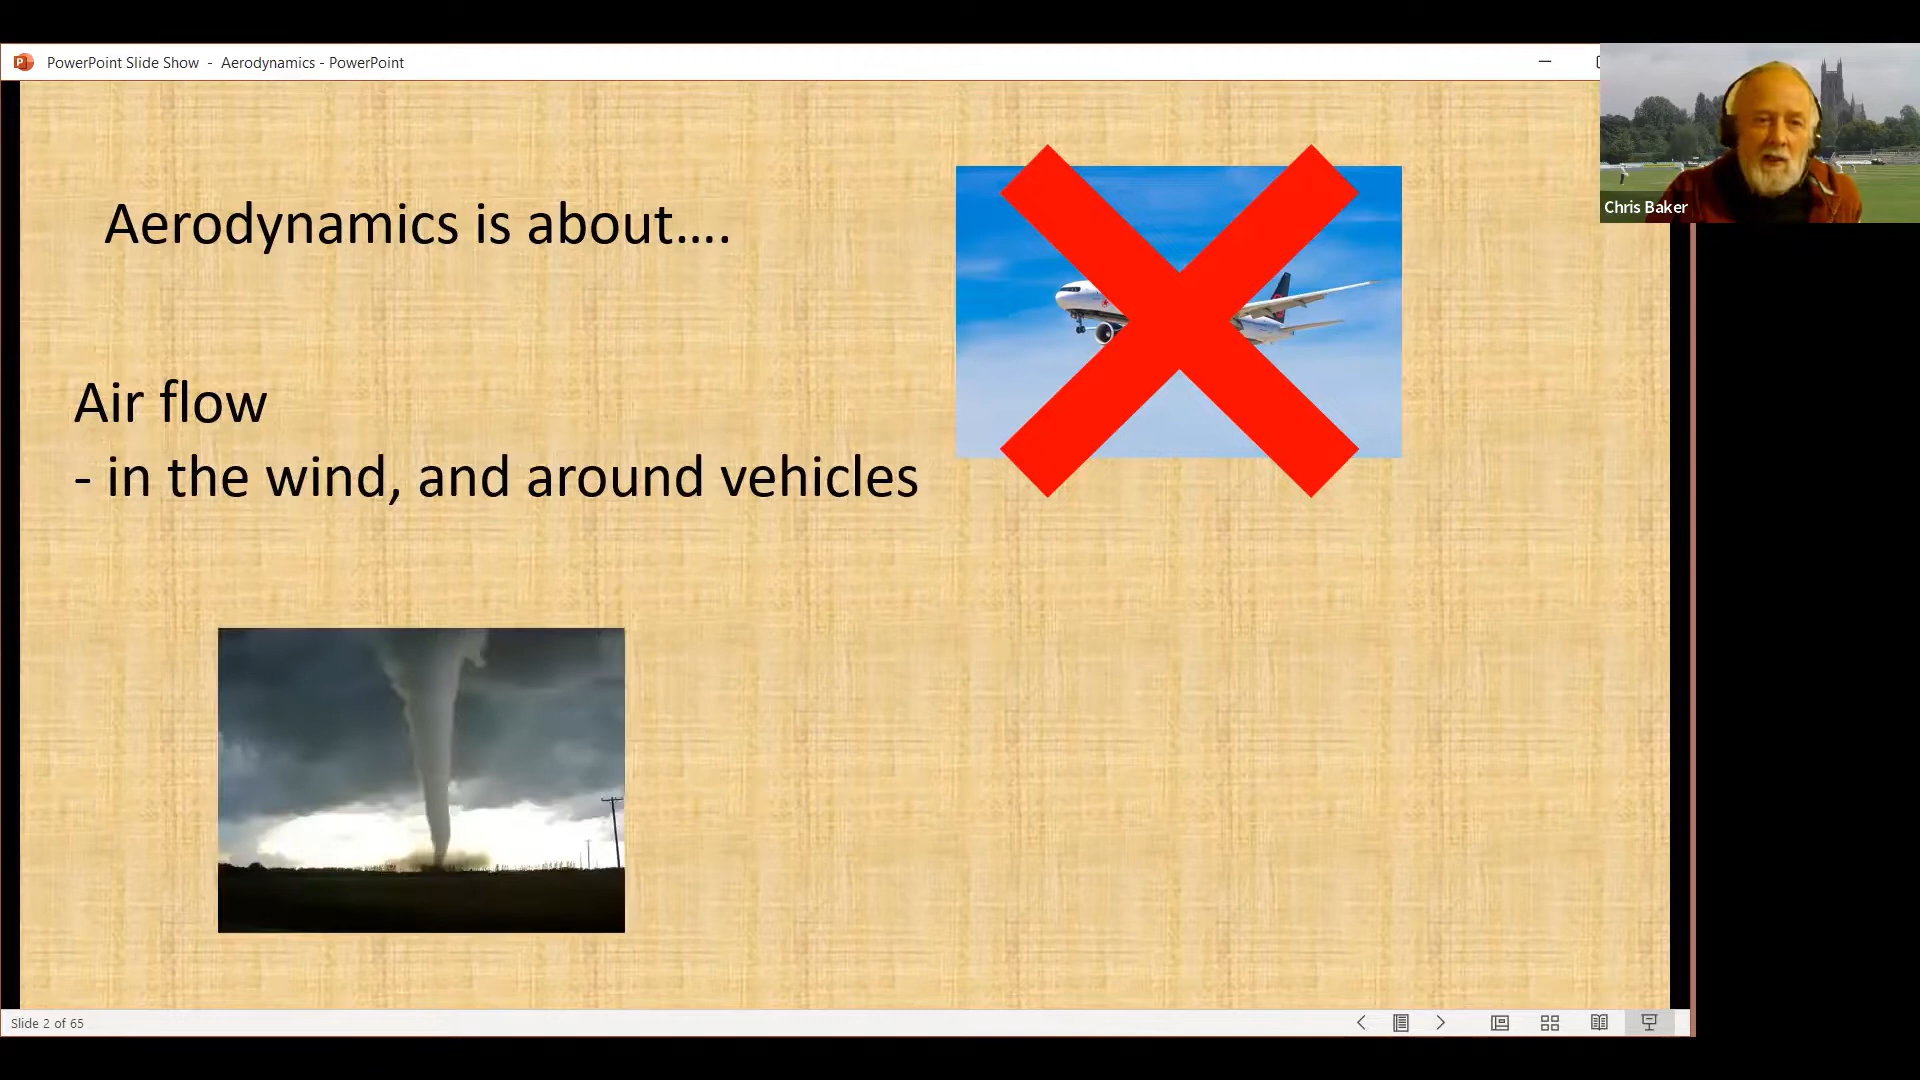 PowerPoint Slide Show - Aerodynamics - PowerPoint
Chris Baker
Aerodynamics is about....
Air flow
- in the wind, and around vehicles
Slide 2 of 65